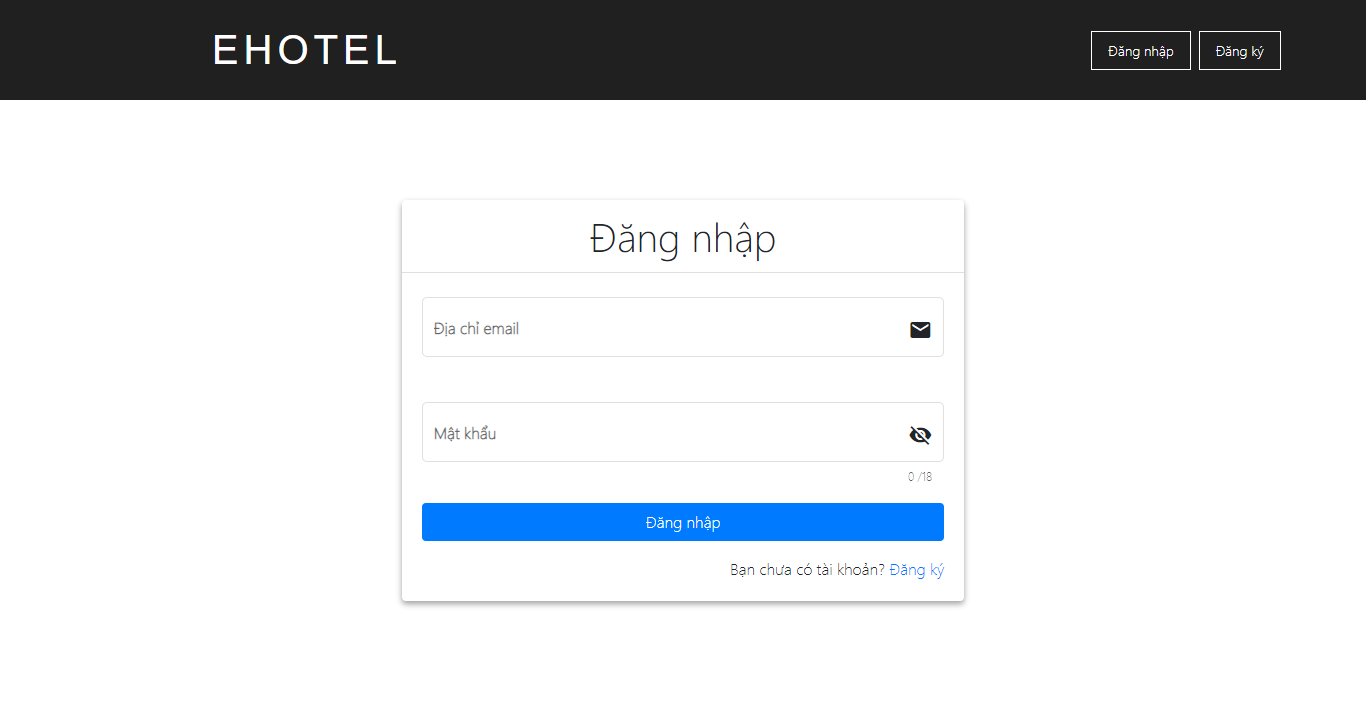 EHOTEL
Đăng nhập
Đăng ký
Đăng nhập
Địa chỉ email
Mật khẩu
0 /18
Đăng nhập
Bạn chưa có tài khoản? Đăng ký